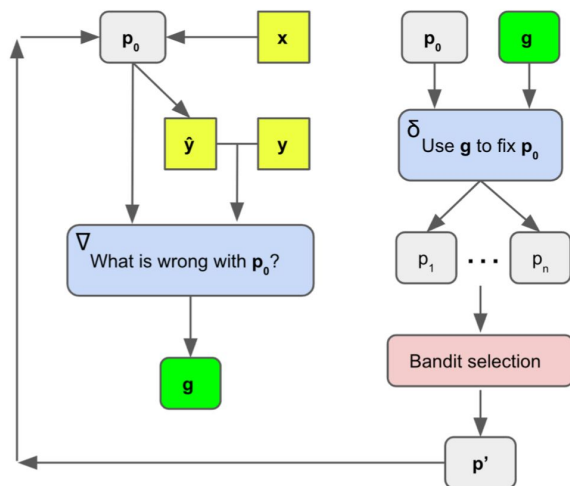 p₀
x
ŷ
y
∇
What is wrong with p₀?
g
p₀
g
δ
Use g to fix p₀
p₁
...
pₙ
Bandit selection
p’